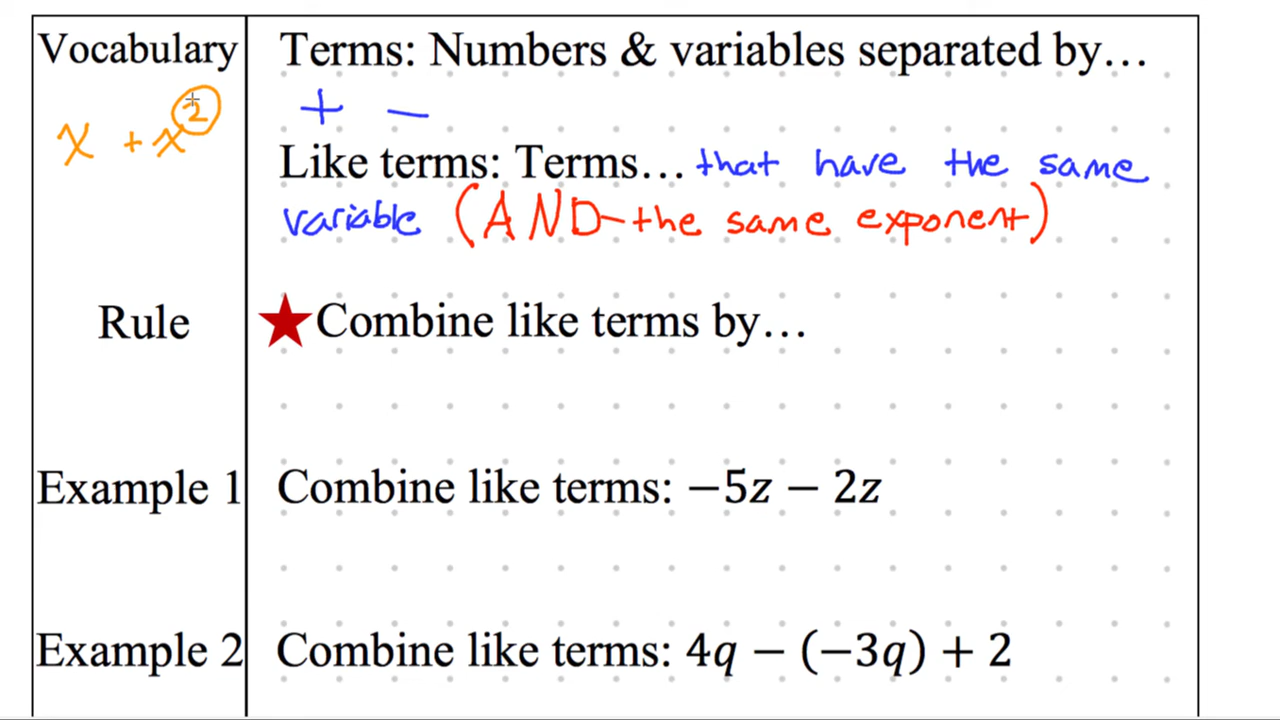 Vocabulary
Terms: Numbers & variables separated by…
+ −
x + x²
Like terms: Terms… that have the same
variable (AND–the same exponent)
Rule
★Combine like terms by…
Example 1
Combine like terms: −5z − 2z
Example 2
Combine like terms: 4q − (−3q) + 2